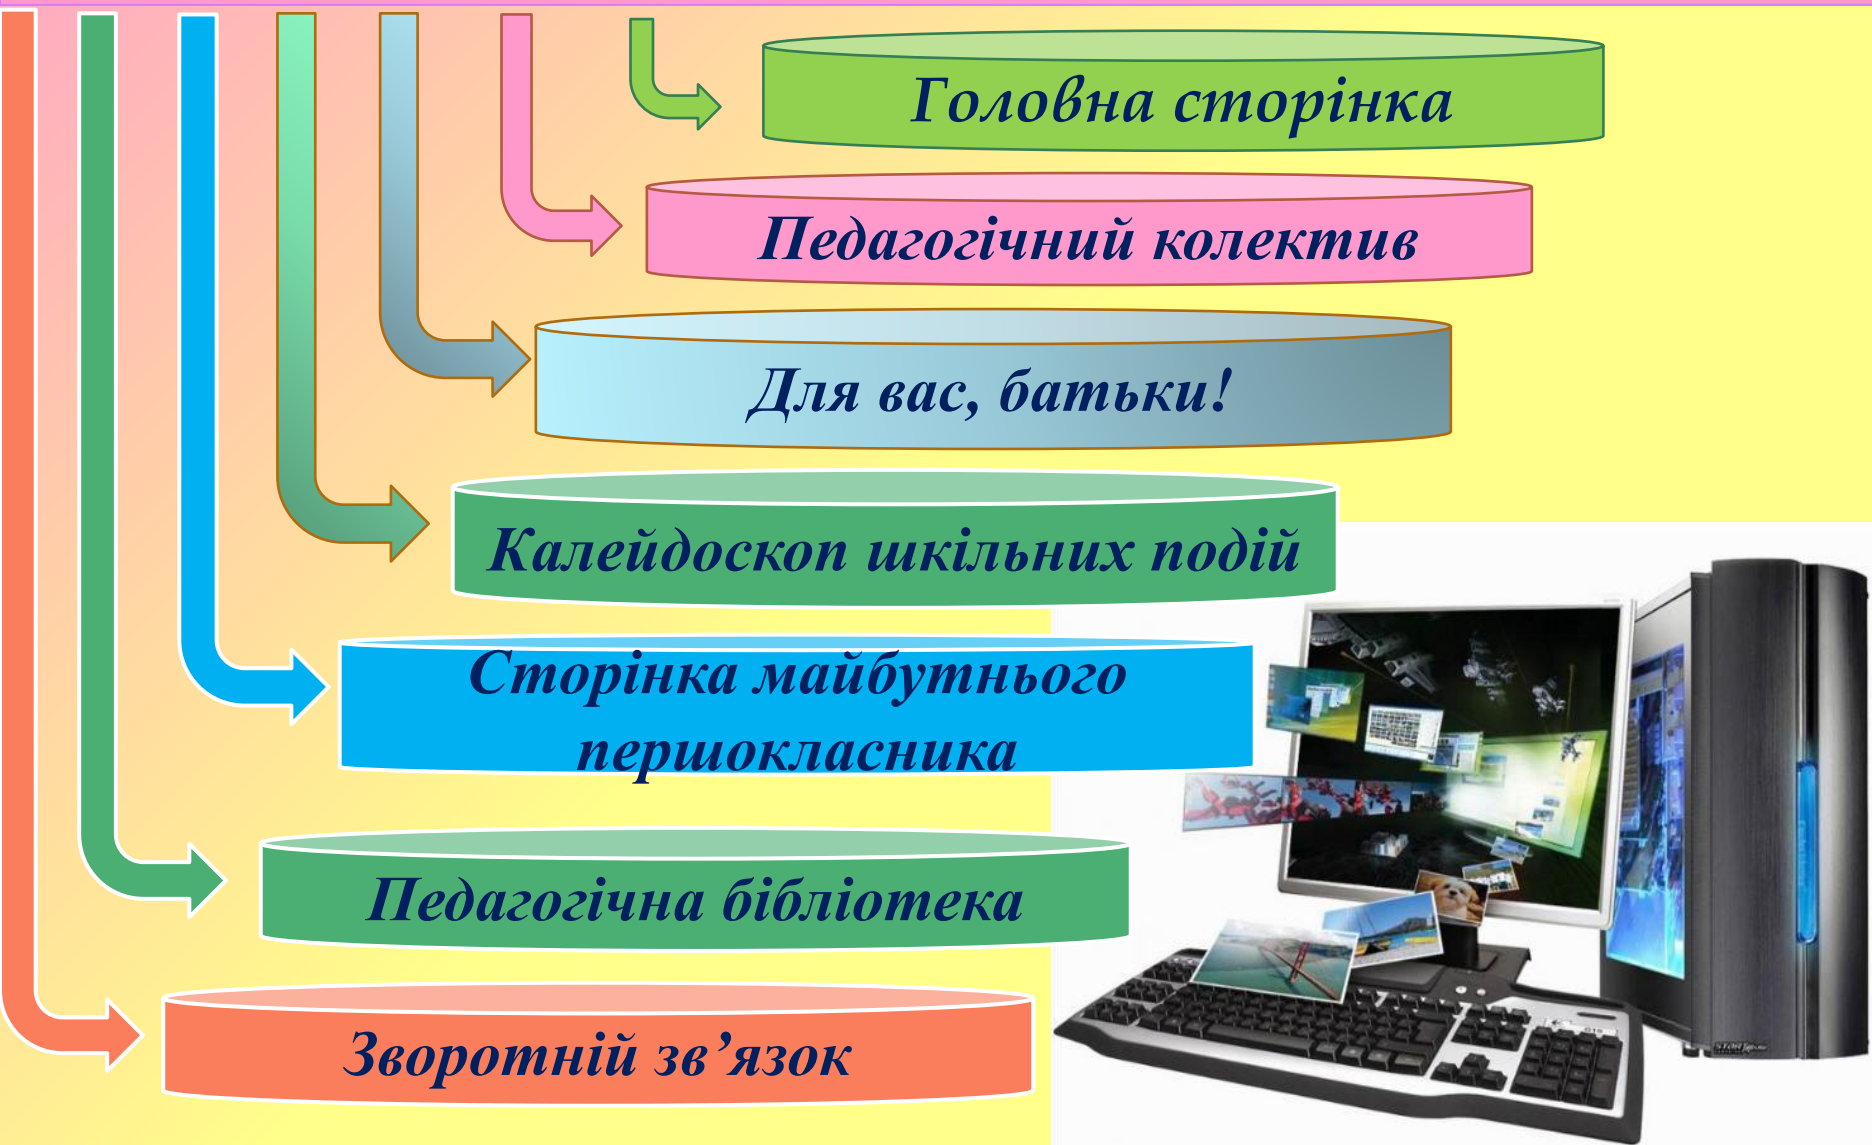 Головна сторінка
Педагогічний колектив
Для вас, батьки!
Калейдоскоп шкільних подій
Сторінка майбутнього
першокласника
Педагогічна бібліотека
Зворотній зв’язок